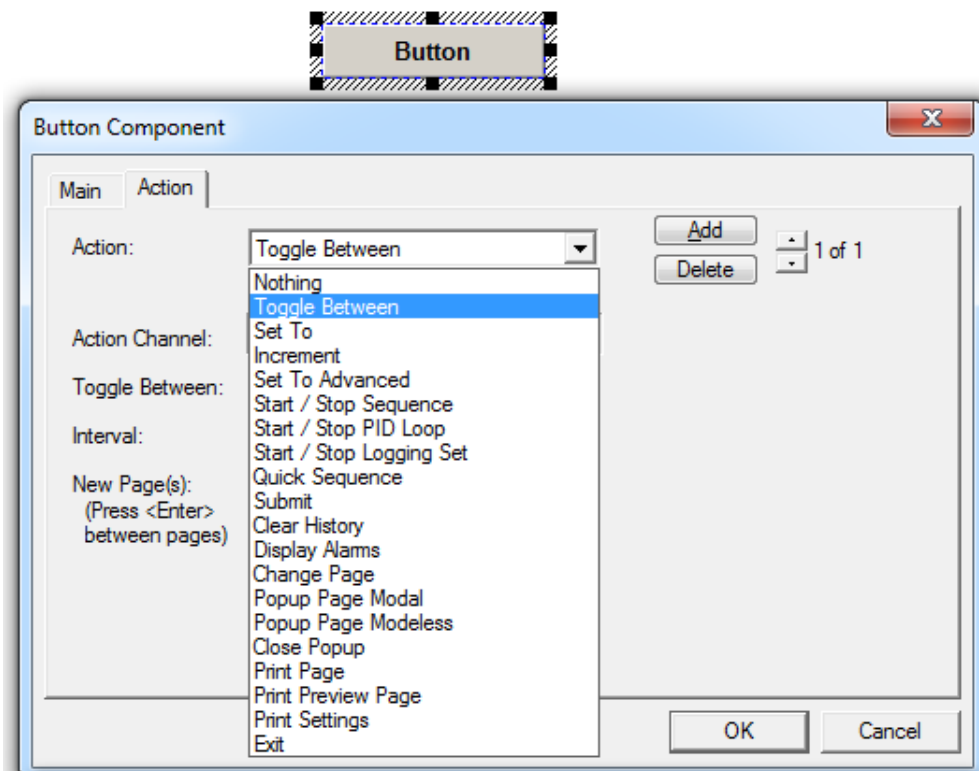 Button
Button Component
Main
Action
Action:
Toggle Between
Add
Delete
1 of 1
Nothing
Toggle Between
Set To
Increment
Set To Advanced
Start / Stop Sequence
Start / Stop PID Loop
Start / Stop Logging Set
Quick Sequence
Submit
Clear History
Display Alarms
Change Page
Popup Page Modal
Popup Page Modeless
Close Popup
Print Page
Print Preview Page
Print Settings
Exit
Action Channel:
Toggle Between:
Interval:
New Page(s):
(Press <Enter>
between pages)
OK
Cancel